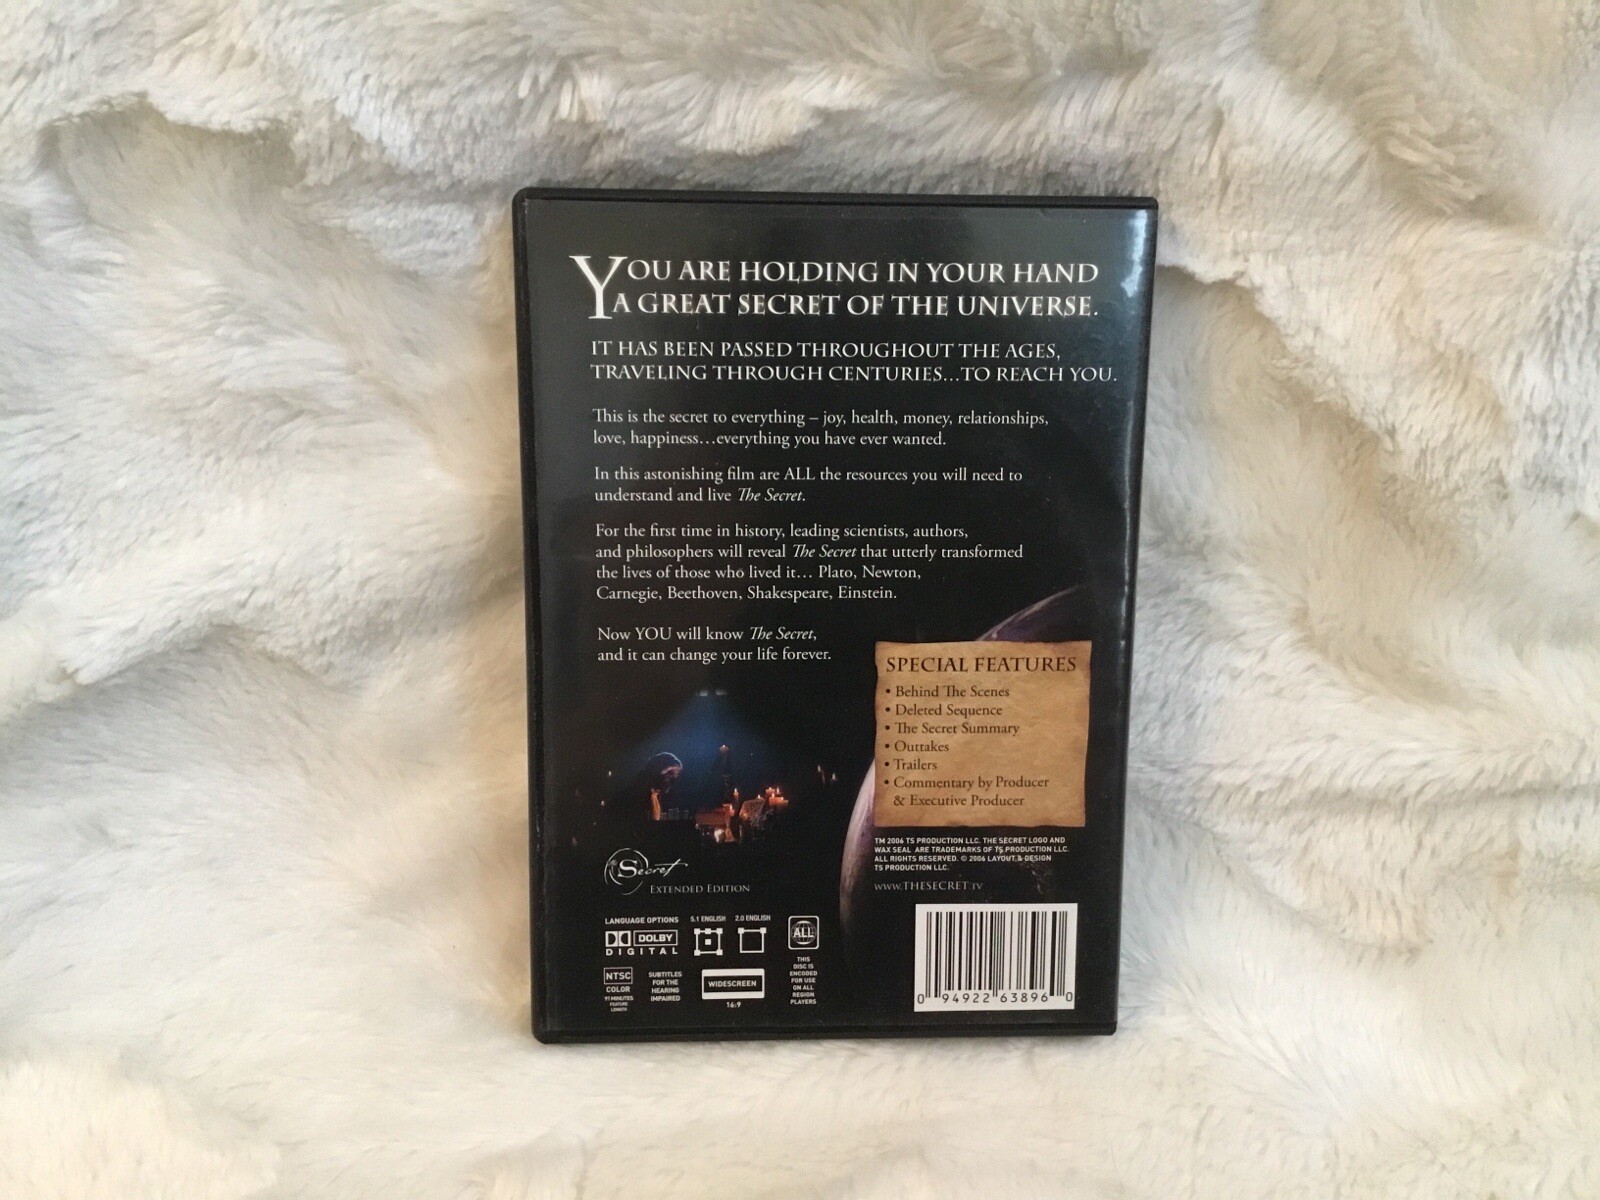 YOU ARE HOLDING IN YOUR HAND
A GREAT SECRET OF THE UNIVERSE.
IT HAS BEEN PASSED THROUGHOUT THE AGES,
TRAVELING THROUGH CENTURIES...TO REACH YOU.
This is the secret to everything – joy, health, money, relationships,
love, happiness...everything you have ever wanted.
In this astonishing film are ALL the resources you will need to
understand and live The Secret.
For the first time in history, leading scientists, authors,
and philosophers will reveal The Secret that utterly transformed
the lives of those who lived it... Plato, Newton,
Carnegie, Beethoven, Shakespeare, Einstein.
Now YOU will know The Secret,
and it can change your life forever.
SPECIAL FEATURES
• Behind The Scenes
• Deleted Sequence
• The Secret Summary
• Outtakes
• Trailers
• Commentary by Producer
& Executive Producer
TM 2006 TS PRODUCTION LLC. THE SECRET LOGO AND
WAX SEAL ARE TRADEMARKS OF TS PRODUCTION LLC.
ALL RIGHTS RESERVED. © 2006 LAYOUT & DESIGN
TS PRODUCTION LLC.
WWW.THESECRET.TV
The Secret
EXTENDED EDITION
LANGUAGE OPTIONS
5.1 ENGLISH
2.0 ENGLISH
DOLBY
DIGITAL
ALL
THIS
DISC IS
ENCODED
FOR USE
ON ALL
REGION
PLAYERS
NTSC
COLOR
91 MINUTES
FEATURE
LENGTH
SUBTITLES
FOR THE
HEARING
IMPAIRED
WIDESCREEN
16:9
0 94922 63896 0